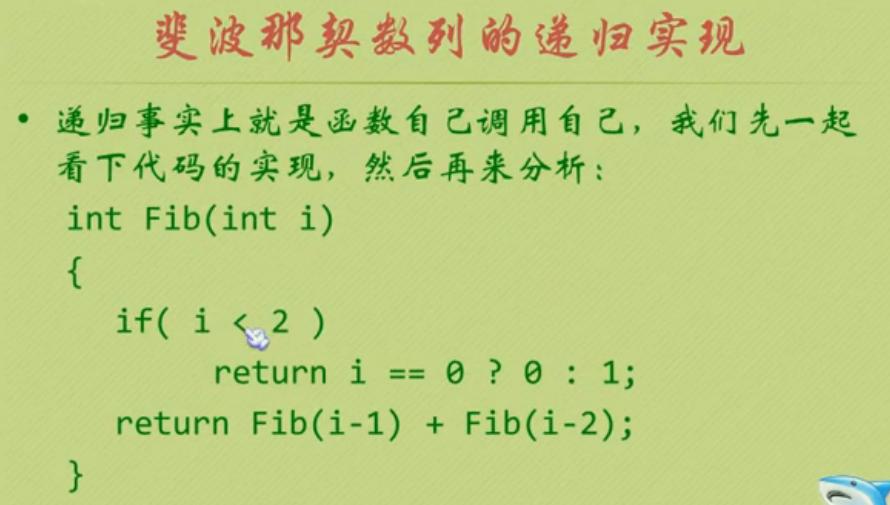 斐波那契数列的递归实现
• 递归事实上就是函数自己调用自己，我们先一起
看下代码的实现，然后再来分析：
int Fib(int i)
{
if( i < 2 )
return i == 0 ? 0 : 1;
return Fib(i-1) + Fib(i-2);
}